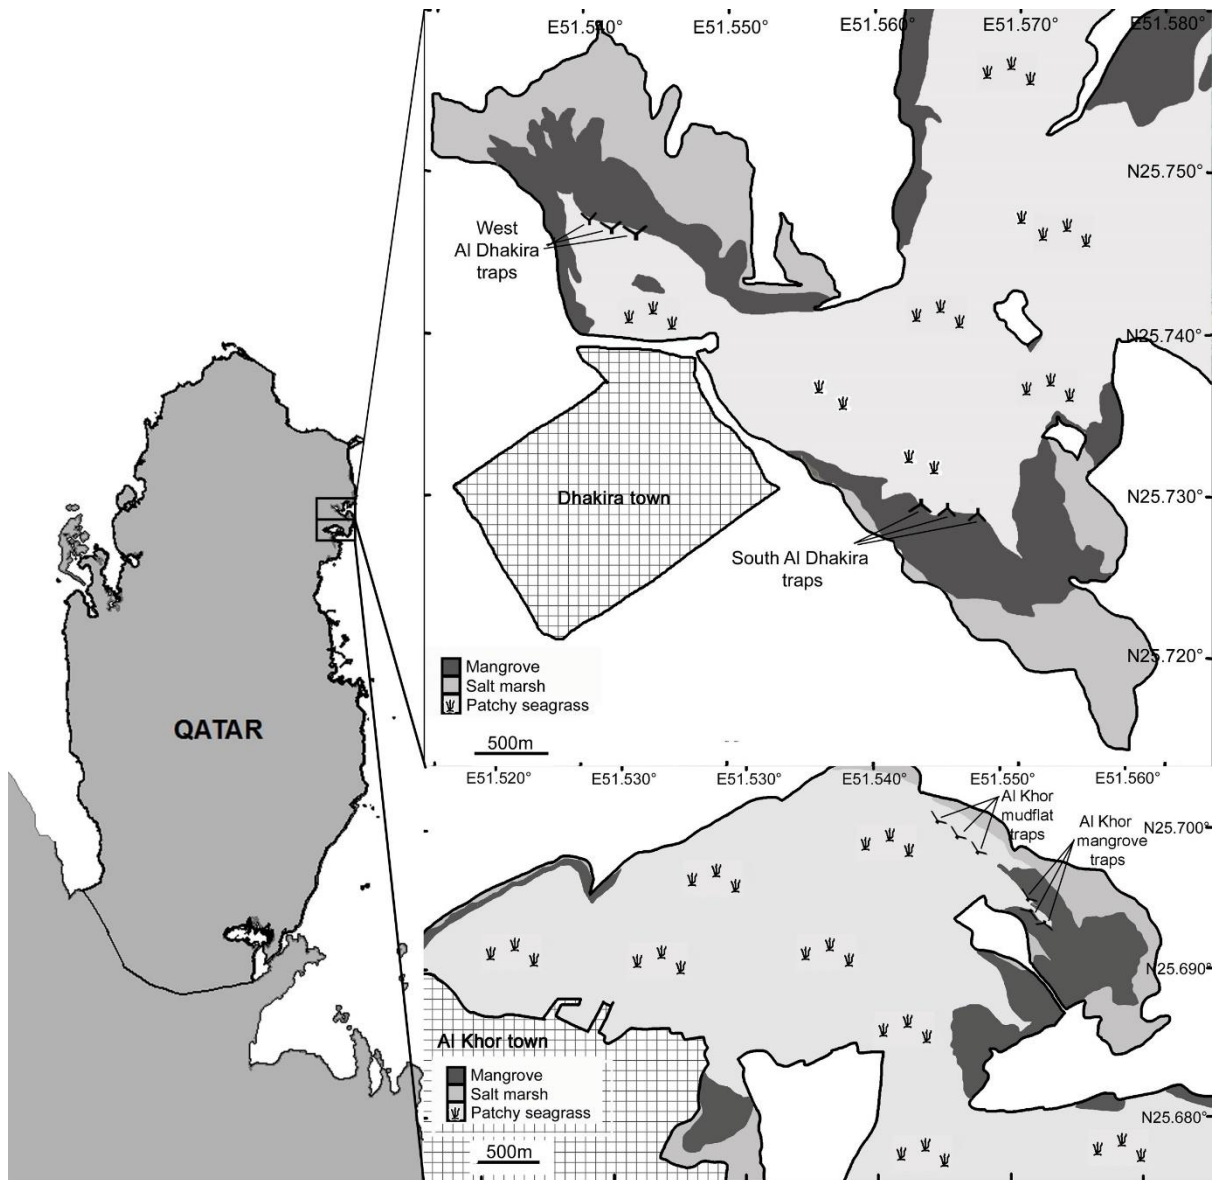 E51.540°
E51.550°
E51.560°
E51.570°
E51.580°
N25.750°
West
Al Dhakira
traps
N25.740°
Dhakira town
N25.730°
South Al Dhakira
traps
N25.720°
Mangrove
Salt marsh
Patchy seagrass
500m
QATAR
E51.520°
E51.530°
E51.530°
E51.540°
E51.550°
E51.560°
Al Khor
mudflat
traps
Al Khor
mangrove
traps
N25.700°
N25.690°
Al Khor town
Mangrove
Salt marsh
Patchy seagrass
500m
N25.680°